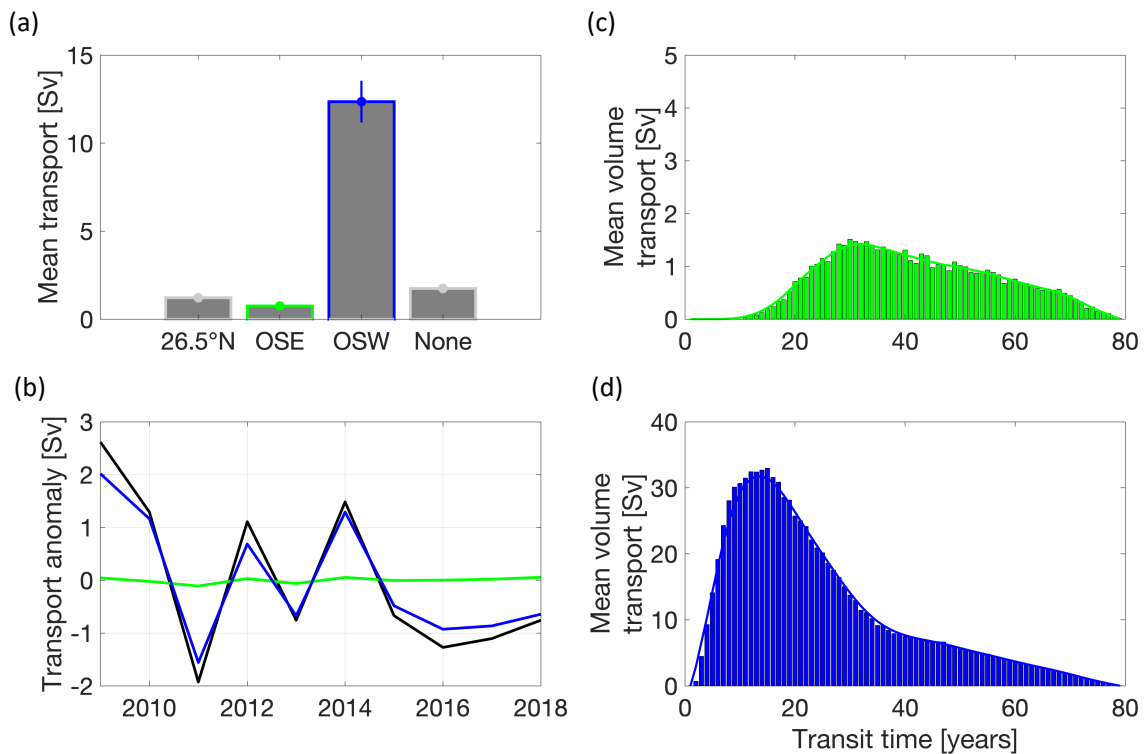 (a)
Mean transport [Sv]
15
10
5
0
26.5°N OSE OSW None
(b)
Transport anomaly [Sv]
3
2
1
0
-1
-2
2010 2012 2014 2016 2018
(c)
Mean volume
transport [Sv]
5
4
3
2
1
0
0 20 40 60 80
(d)
Mean volume
transport [Sv]
40
30
20
10
0
0 20 40 60 80
Transit time [years]